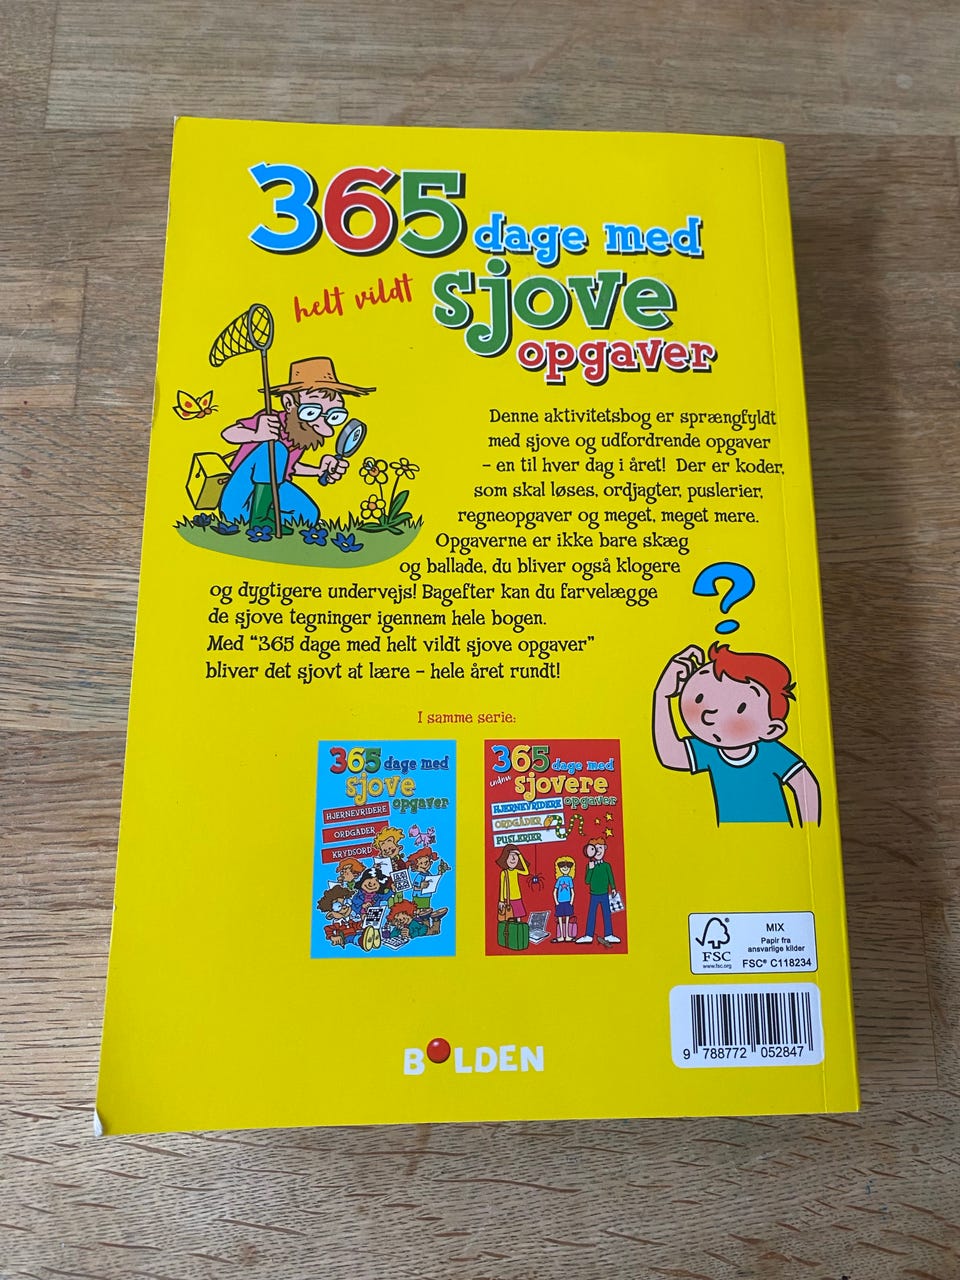 365 dage med
helt vildt sjove
opgaver
Denne aktivitetsbog er sprængfyldt
med sjove og udfordrende opgaver
– en til hver dag i året! Der er koder,
som skal løses, ordjagter, puslerier,
regneopgaver og meget, meget mere.
Opgaverne er ikke bare skæg
og ballade, du bliver også klogere
og dygtigere undervejs! Bagefter kan du farvelægge
de sjove tegninger igennem hele bogen.
Med “365 dage med helt vildt sjove opgaver”
bliver det sjovt at lære – hele året rundt!
?
I samme serie:
365 dage med
sjove
opgaver
HJERNEVRIDERE
ORDGÅDER
KRYDSORD
365 dage med
endnu sjovere
opgaver
HJERNEVRIDERE
ORDGÅDER
PUSLERIER
FSC
www.fsc.org
MIX
Papir fra
ansvarlige kilder
FSC® C118234
9 788772 052847
BOLDEN